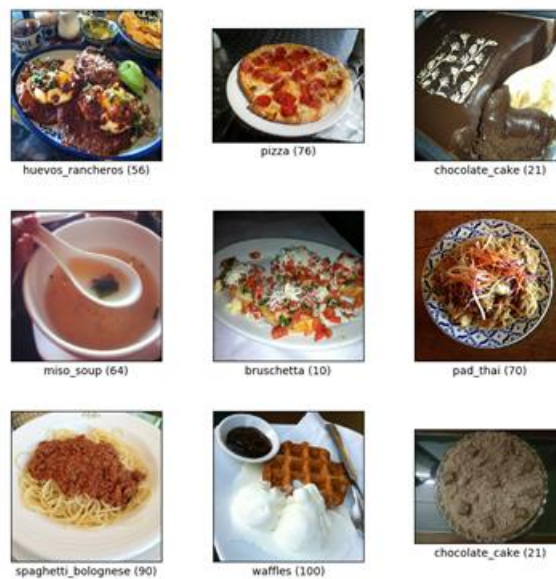 huevos_rancheros (56)
pizza (76)
chocolate_cake (21)
miso_soup (64)
bruschetta (10)
pad_thai (70)
spaghetti_bolognese (90)
waffles (100)
chocolate_cake (21)